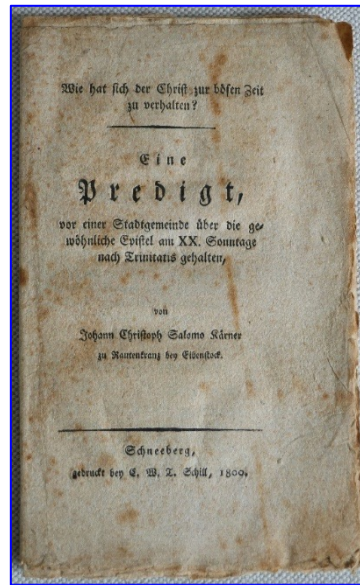 Wie hat sich der Christ zur bösen Zeit
zu verhalten?
Eine
Predigt,
vor einer Stadtgemeinde über die ge-
wöhnliche Epistel am XX. Sonntage
nach Trinitatis gehalten,
von
Johann Christoph Salomo Kärner
zu Rautenkranz bey Eibenstock.
Schneeberg,
gedruckt bey C. W. T. Schill, 1800.